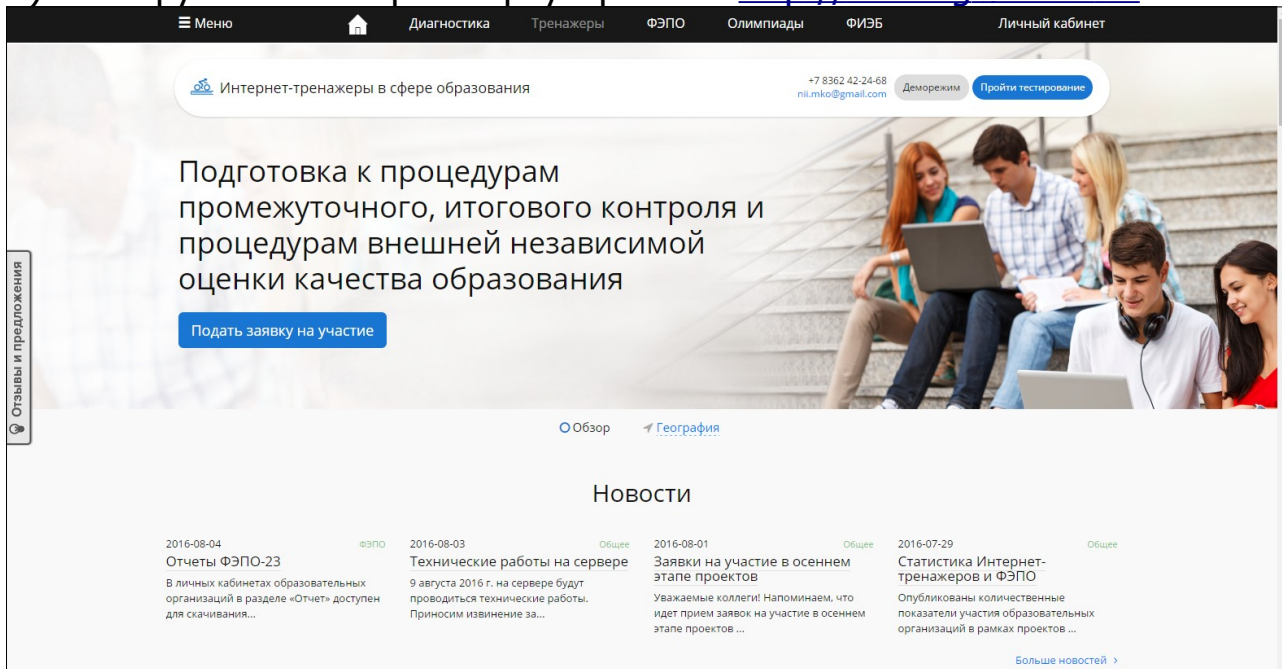 Меню
Диагностика
Тренажеры
ФЭПО
Олимпиады
ФИЭБ
Личный кабинет
Интернет-тренажеры в сфере образования
+7 8362 42-24-68
nii.mko@gmail.com
Деморежим
Пройти тестирование
Подготовка к процедурам
промежуточного, итогового контроля и
процедурам внешней независимой
оценки качества образования
Подать заявку на участие
Отзывы и предложения
Обзор
География
Новости
2016-08-04
ФЭПО
Отчеты ФЭПО-23
В личных кабинетах образовательных
организаций в разделе «Отчет» доступен
для скачивания...
2016-08-03
Общее
Технические работы на сервере
9 августа 2016 г. на сервере будут
проводиться технические работы.
Приносим извинение за...
2016-08-01
Общее
Заявки на участие в осеннем
этапе проектов
Уважаемые коллеги! Напоминаем, что
идет прием заявок на участие в осеннем
этапе проектов ...
2016-07-29
Общее
Статистика Интернет-
тренажеров и ФЭПО
Опубликованы количественные
показатели участия образовательных
организаций в рамках проектов ...
Больше новостей